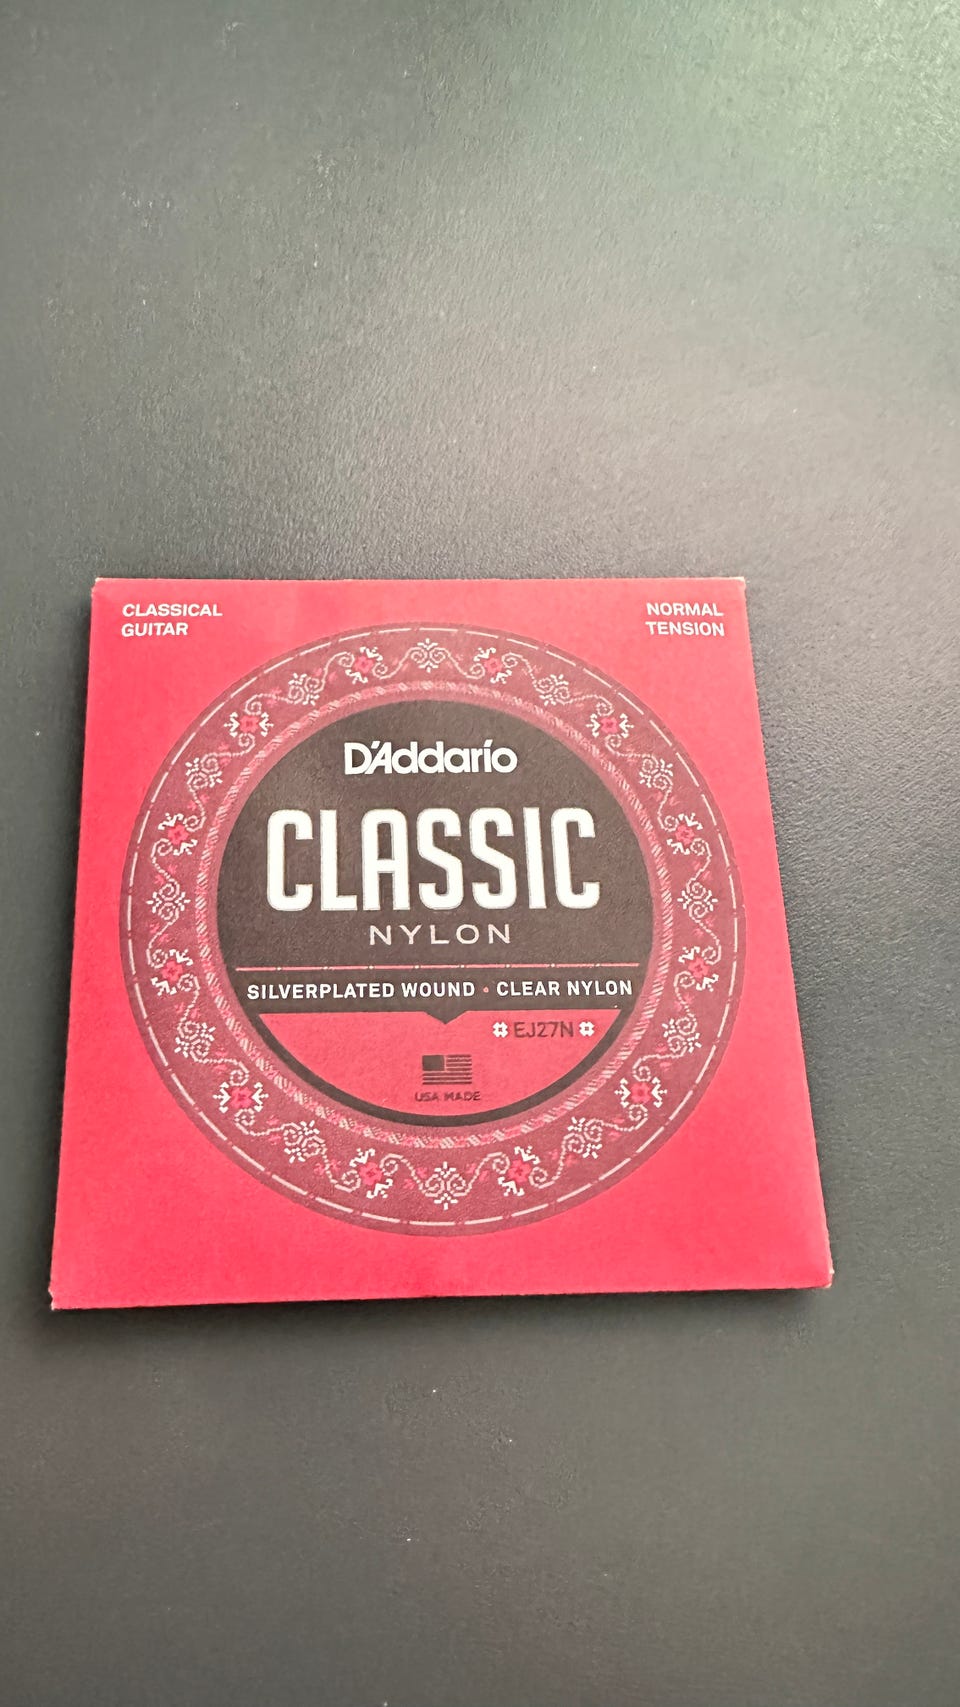 CLASSICAL
GUITAR
NORMAL
TENSION
D'Addario
CLASSIC
NYLON
SILVERPLATED WOUND • CLEAR NYLON
EJ27N
USA MADE